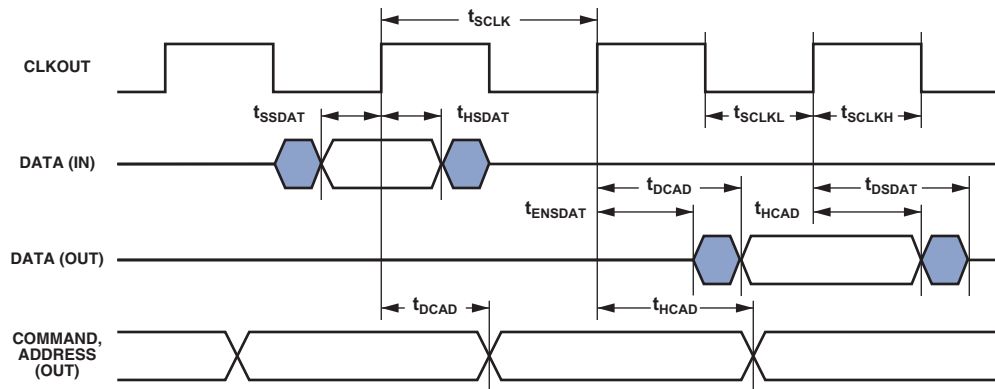 tSCLK
CLKOUT
tSSDAT
tHSDAT
tSCLKL
tSCLKH
DATA (IN)
tDCAD
tDSDAT
tENSDAT
tHCAD
DATA (OUT)
tDCAD
tHCAD
COMMAND,
ADDRESS
(OUT)